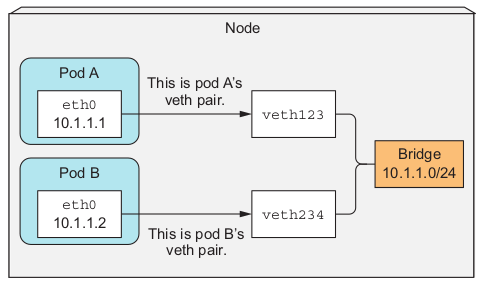 Node
Pod A
eth0
10.1.1.1
This is pod A's
veth pair.
veth123
Bridge
10.1.1.0/24
Pod B
eth0
10.1.1.2
veth234
This is pod B's
veth pair.